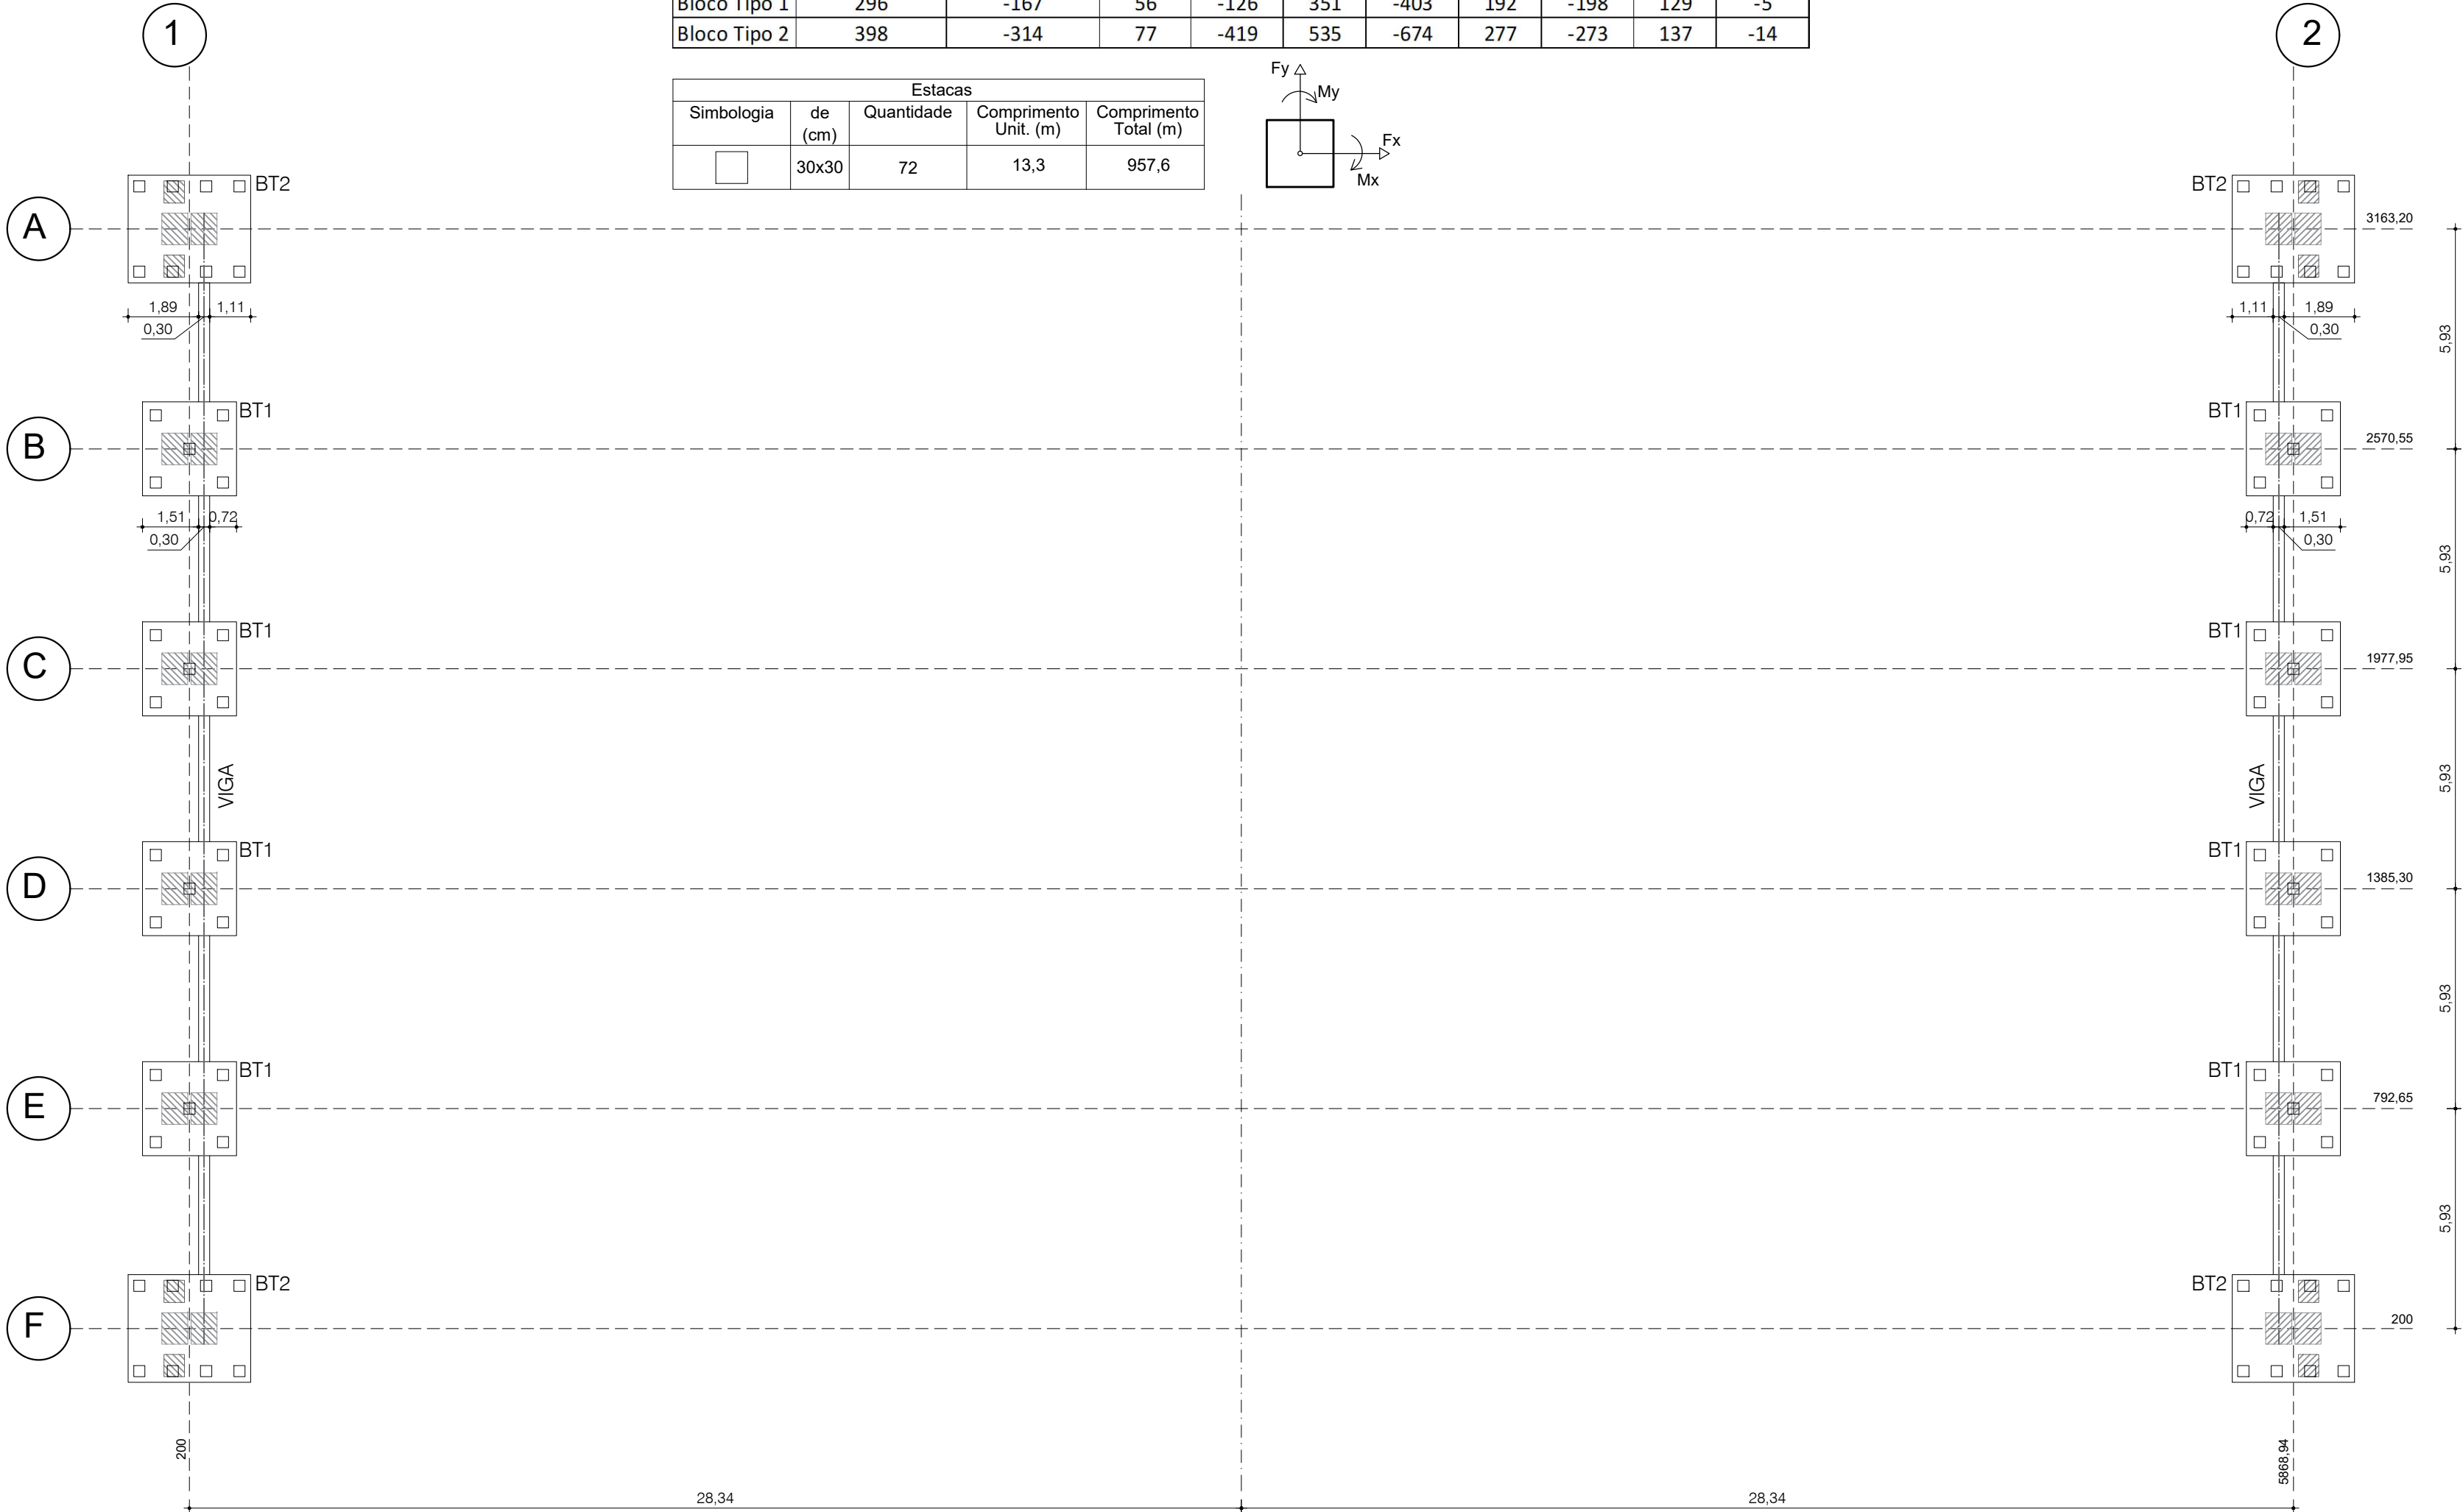 Bloco Tipo 1 296 -167 56 -126 351 -403 192 -198 129 -5
Bloco Tipo 2 398 -314 77 -419 535 -674 277 -273 137 -14
1
2
Estacas
Simbologia de (cm) Quantidade Comprimento Unit. (m) Comprimento Total (m)
30x30 72 13,3 957,6
Fy
My
Fx
Mx
A
BT2
BT2
3163,20
1,89 1,11
0,30
1,11 1,89
0,30
5,93
B
BT1
BT1
2570,55
1,51 0,72
0,30
0,72 1,51
0,30
5,93
C
BT1
BT1
1977,95
VIGA
VIGA
5,93
D
BT1
BT1
1385,30
5,93
E
BT1
BT1
792,65
5,93
F
BT2
BT2
200
200
5868,94
28,34
28,34